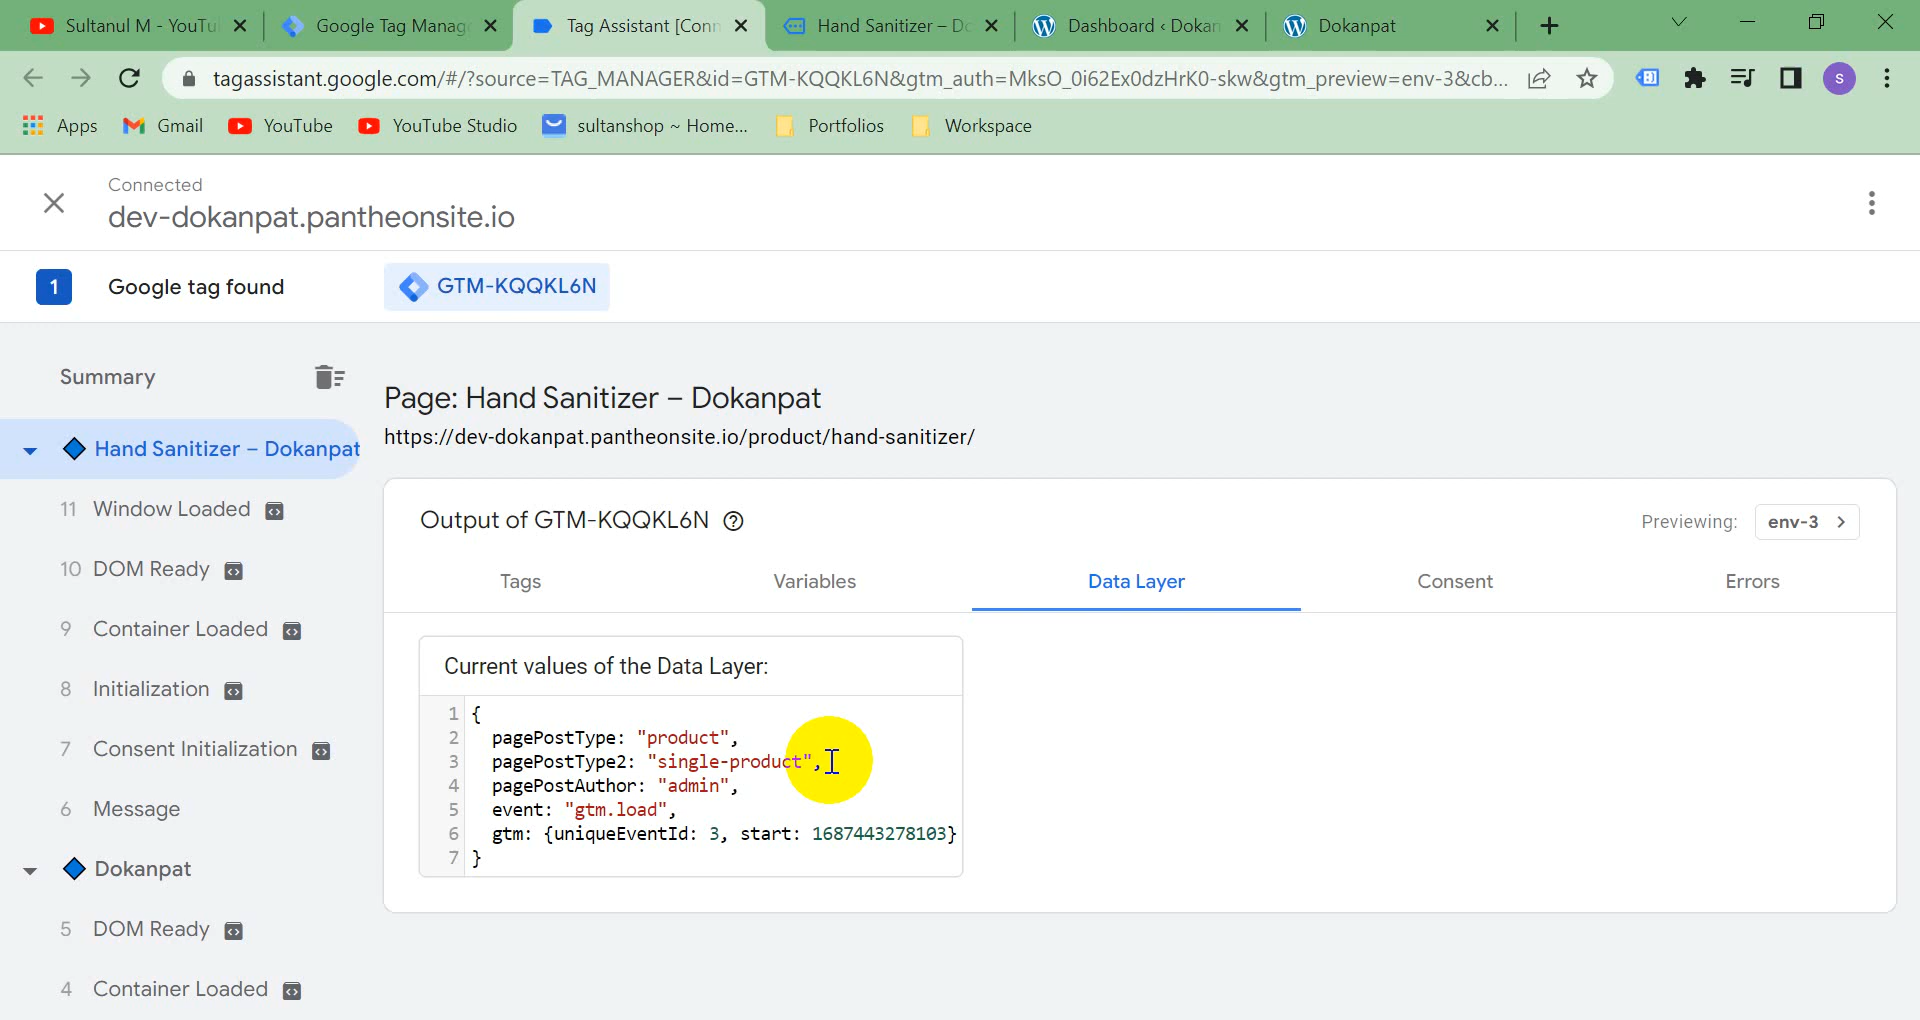 Sultanul M - YouTu
Google Tag Manag
Tag Assistant [Conn
Hand Sanitizer – Do
Dashboard ‹ Dokan
Dokanpat
tagassistant.google.com/#/?source=TAG_MANAGER&id=GTM-KQQKL6N&gtm_auth=MksO_0i62Ex0dzHrK0-skw&gtm_preview=env-3&cb...
s
Apps
Gmail
YouTube
YouTube Studio
sultanshop ~ Home...
Portfolios
Workspace
Connected
dev-dokanpat.pantheonsite.io
1
Google tag found
GTM-KQQKL6N
Summary
Hand Sanitizer – Dokanpat
11 Window Loaded
10 DOM Ready
9 Container Loaded
8 Initialization
7 Consent Initialization
6 Message
Dokanpat
5 DOM Ready
4 Container Loaded
Page: Hand Sanitizer – Dokanpat
https://dev-dokanpat.pantheonsite.io/product/hand-sanitizer/
Output of GTM-KQQKL6N
Previewing: env-3
Tags
Variables
Data Layer
Consent
Errors
Current values of the Data Layer:
1 {
2 pagePostType: "product",
3 pagePostType2: "single-product",
4 pagePostAuthor: "admin",
5 event: "gtm.load",
6 gtm: {uniqueEventId: 3, start: 1687443278103}
7 }